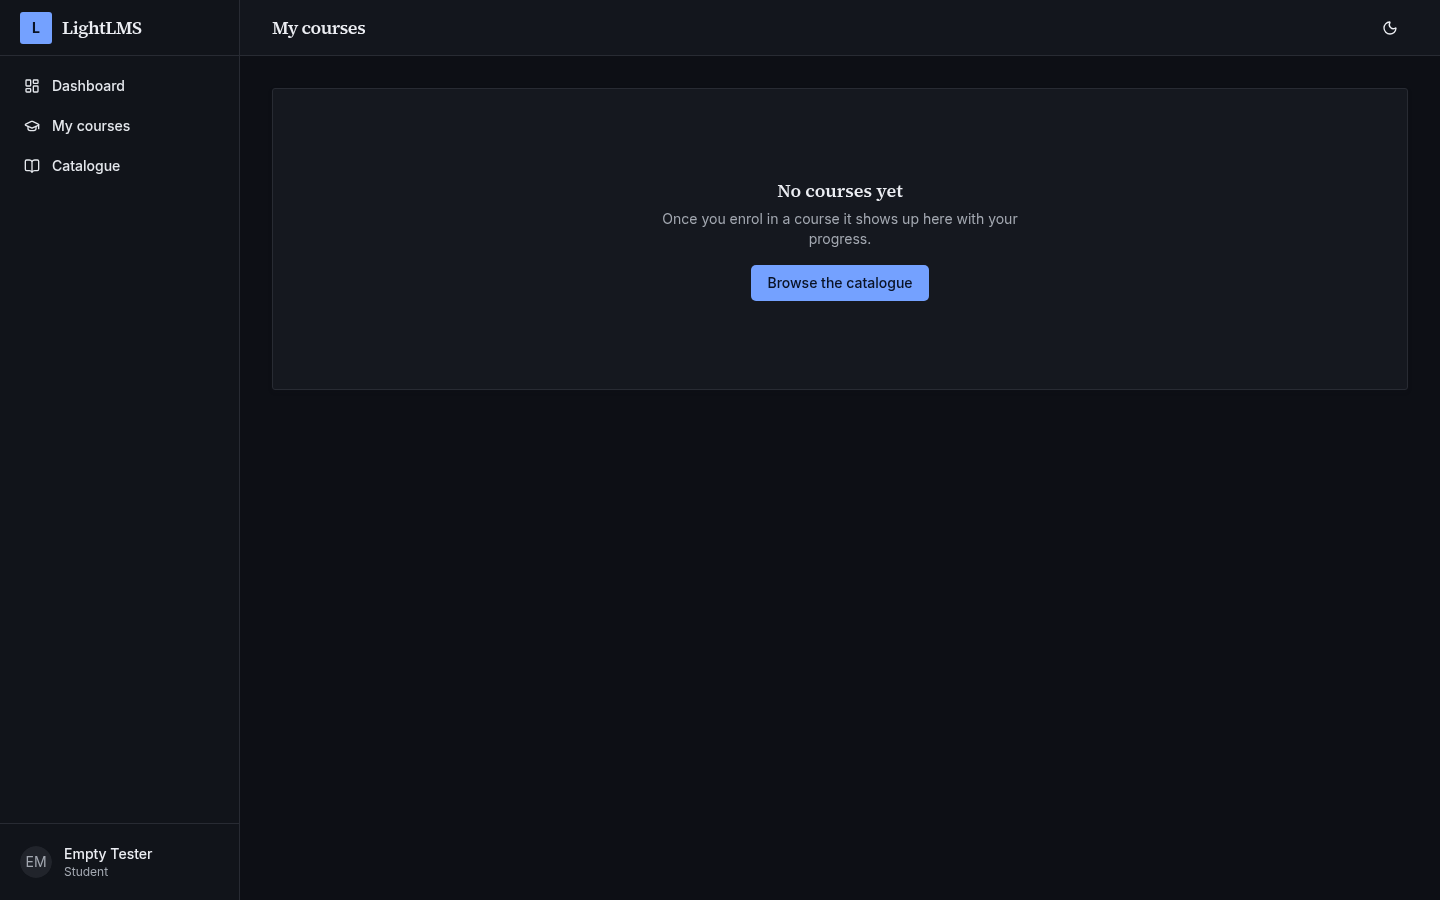 L LightLMS
My courses
Dashboard
My courses
Catalogue
No courses yet
Once you enrol in a course it shows up here with your
progress.
Browse the catalogue
EM
Empty Tester
Student